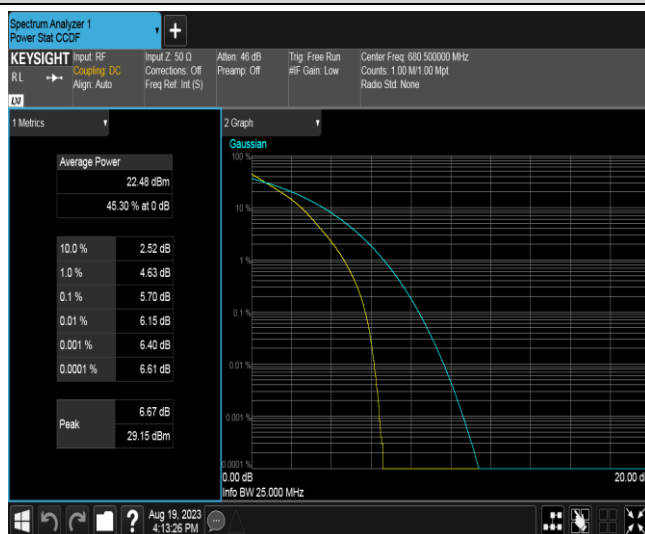 Spectrum Analyzer 1
Power Stat CCDF
+
KEYSIGHT
RL
LXI
Input: RF
Coupling: DC
Align: Auto
Input Z: 50 Ω
Corrections: Off
Freq Ref: Int (S)
Atten: 46 dB
Preamp: Off
Trig: Free Run
#IF Gain: Low
Center Freq: 680.500000 MHz
Counts: 1.00 M/1.00 Mpt
Radio Std: None
1 Metrics
Average Power
22.48 dBm
45.30 % at 0 dB
10.0 % 2.52 dB
1.0 % 4.63 dB
0.1 % 5.70 dB
0.01 % 6.15 dB
0.001 % 6.40 dB
0.0001 % 6.61 dB
Peak
6.67 dB
29.15 dBm
2 Graph
Gaussian
100 %
10 %
1 %
0.1 %
0.01 %
0.001 %
0.0001 %
0.00 dB
20.00 d
Info BW 25.000 MHz
?
Aug 19, 2023
4:13:26 PM